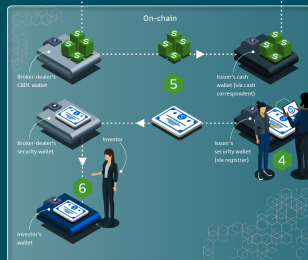 On-chain
Broker-dealer's
CBDC wallet
5
Issuer's cash
wallet (via cash
correspondent)
Broker-dealer's
security wallet
Investor
Issuer's
security wallet
(via registrar)
4
6
Investor's
wallet